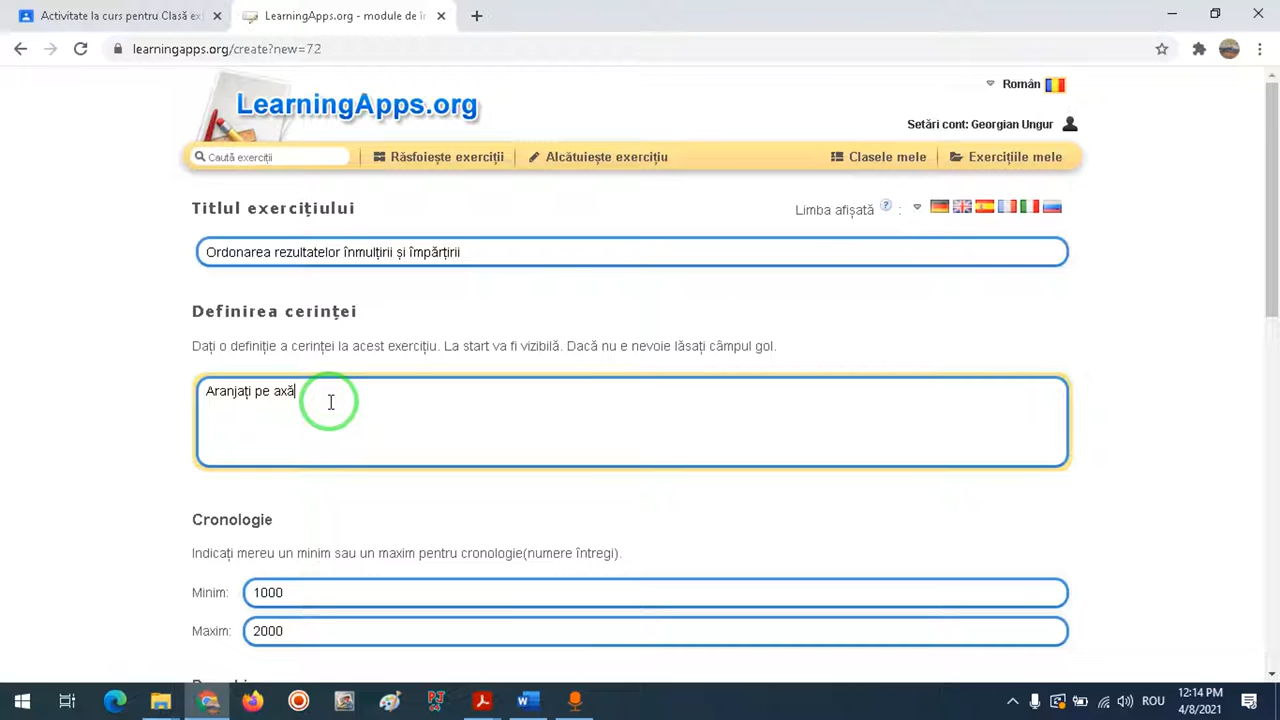 Activitate la curs pentru Clasă ex
LearningApps.org - module de în
learningapps.org/create?new=72
LearningApps.org
Român
Setări cont: Georgian Ungur
Caută exerciții
Răsfoiește exerciții
Alcătuiește exercițiu
Clasele mele
Exercițiile mele
Titlul exercițiului
Limba afișată ? :
Ordonarea rezultatelor înmulțirii și împărțirii
Definirea cerinței
Dați o definiție a cerinței la acest exercițiu. La start va fi vizibilă. Dacă nu e nevoie lăsați câmpul gol.
Aranjați pe axă
Cronologie
Indicați mereu un minim sau un maxim pentru cronologie(numere întregi).
Minim: 1000
Maxim: 2000
ROU
12:14 PM
4/8/2021